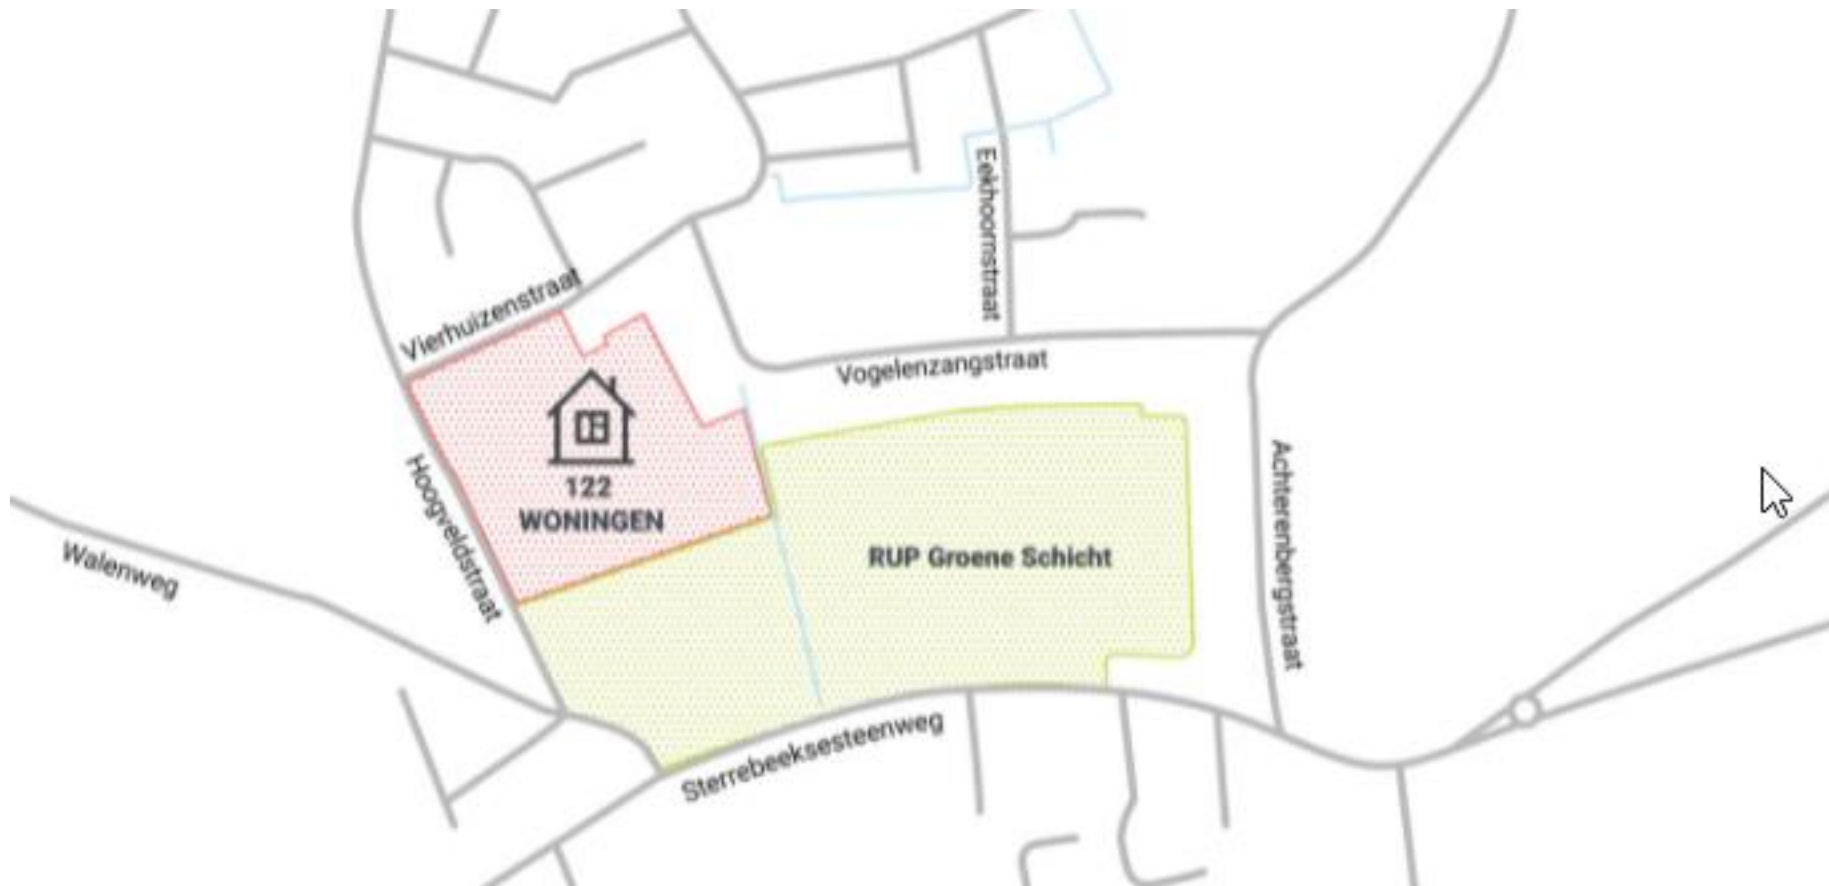 Eekhoornstraat
Vierhuizenstraat
Vogelenzangstraat
122
WONINGEN
Hoogveldstraat
Walenweg
RUP Groene Schicht
Achterenbergstraat
Sterrebeeksesteenweg